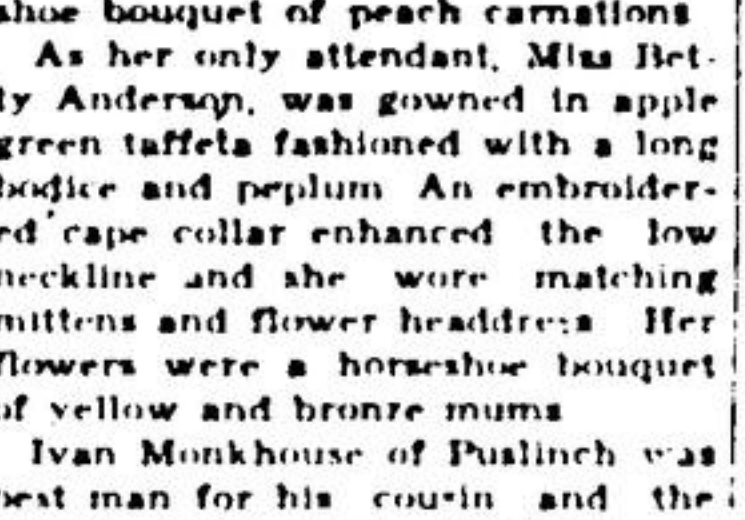 shoe bouquet of peach carnations
As her only attendant, Miss Bet-
ty Anderson, was gowned in apple
green taffeta fashioned with a long
bodice and peplum An embroider-
ed cape collar enhanced the low
neckline and she wore matching
mittens and flower headdress Her
flowers were a horseshoe bouquet
of yellow and bronze mums
Ivan Monkhouse of Puslinch was
best man for his cousin and the